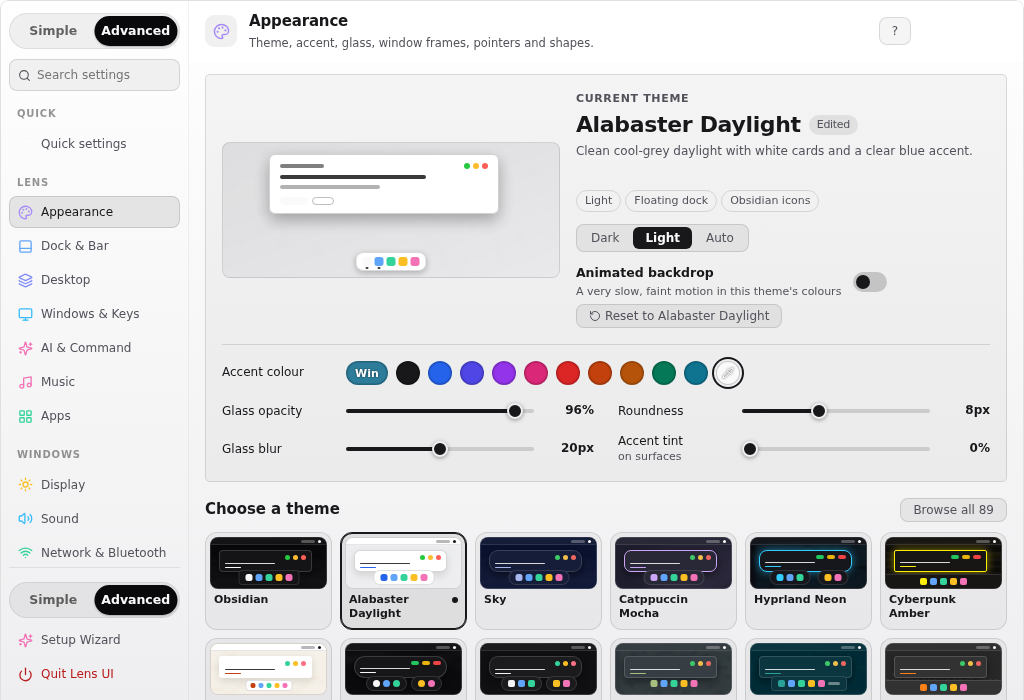 Simple
Advanced
Search settings
QUICK
Quick settings
LENS
Appearance
Dock & Bar
Desktop
Windows & Keys
AI & Command
Music
Apps
WINDOWS
Display
Sound
Network & Bluetooth
Simple
Advanced
Setup Wizard
Quit Lens UI
Appearance
Theme, accent, glass, window frames, pointers and shapes.
?
CURRENT THEME
Alabaster Daylight
Edited
Clean cool-grey daylight with white cards and a clear blue accent.
Light
Floating dock
Obsidian icons
Dark
Light
Auto
Animated backdrop
A very slow, faint motion in this theme's colours
Reset to Alabaster Daylight
Accent colour
Win
Glass opacity
96%
Roundness
8px
Glass blur
20px
Accent tint
on surfaces
0%
Choose a theme
Browse all 89
Obsidian
Alabaster
Daylight
Sky
Catppuccin
Mocha
Hyprland Neon
Cyberpunk
Amber